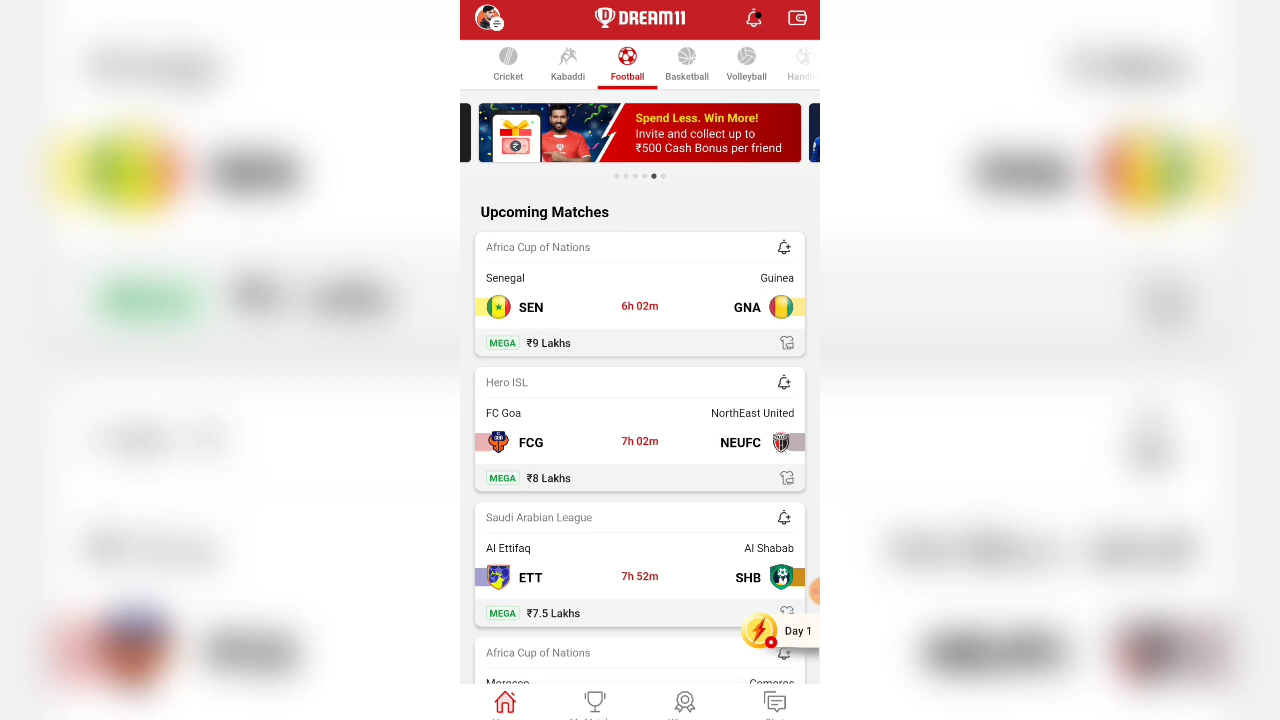 DREAM11
Cricket
Kabaddi
Football
Basketball
Volleyball
Spend Less. Win More!
Invite and collect up to
₹500 Cash Bonus per friend
Upcoming Matches
Africa Cup of Nations
Senegal Guinea
SEN 6h 02m GNA
MEGA ₹9 Lakhs
Hero ISL
FC Goa NorthEast United
FCG 7h 02m NEUFC
MEGA ₹8 Lakhs
Saudi Arabian League
Al Ettifaq Al Shabab
ETT 7h 52m SHB
MEGA ₹7.5 Lakhs
Day 1
Africa Cup of Nations
Morocco Comoros